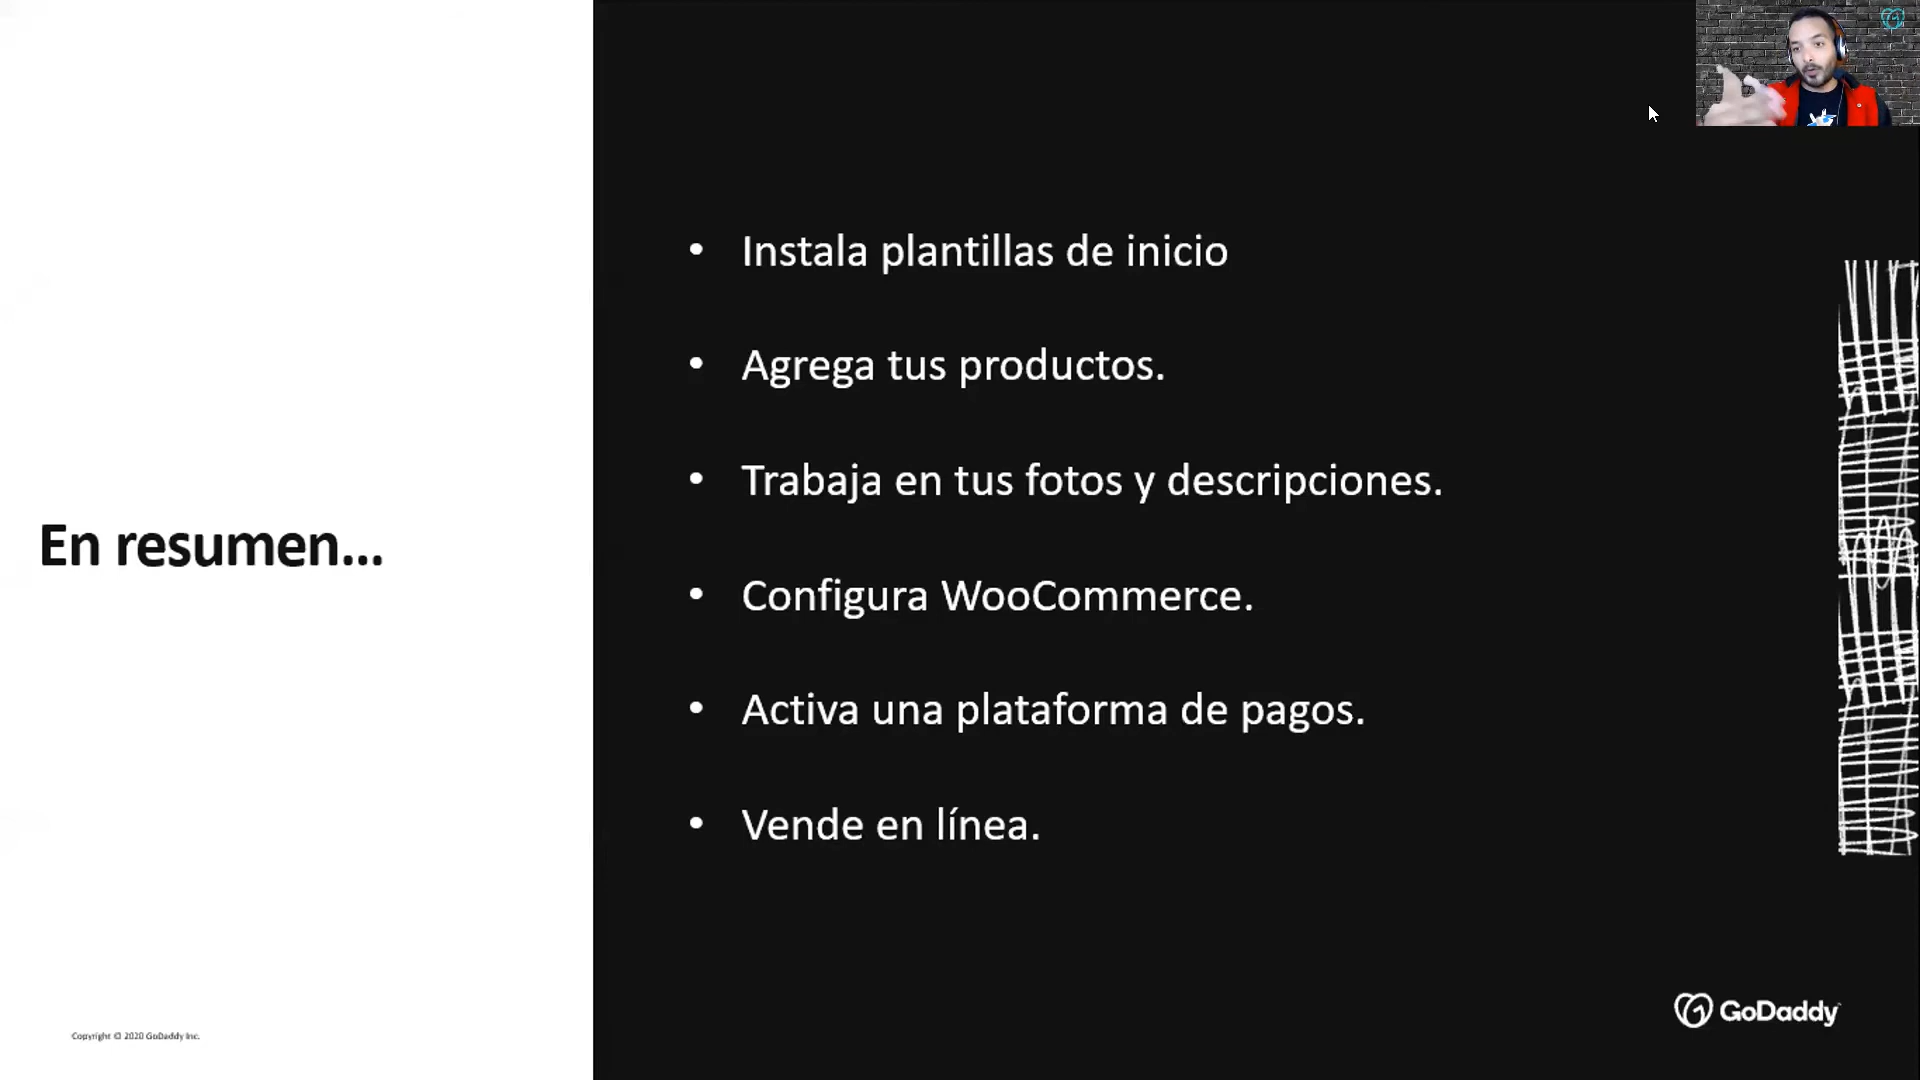 En resumen...
• Instala plantillas de inicio
• Agrega tus productos.
• Trabaja en tus fotos y descripciones.
• Configura WooCommerce.
• Activa una plataforma de pagos.
• Vende en línea.
Copyright © 2020 GoDaddy Inc.
GoDaddy